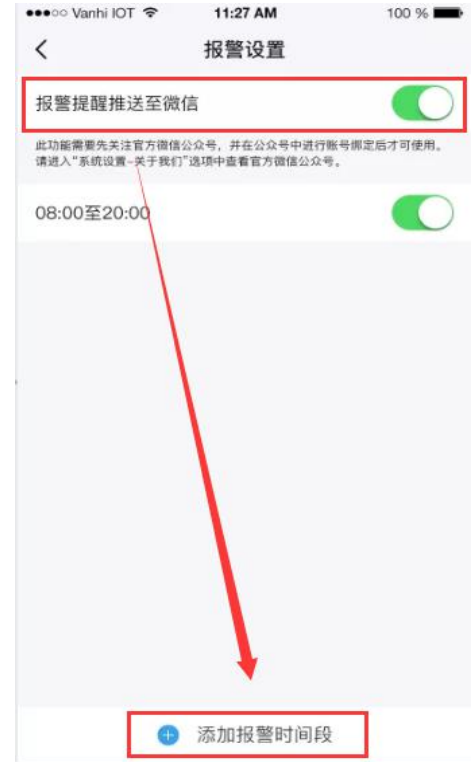 Vanhi IOT 11:27 AM 100 %
报警设置
报警提醒推送至微信
此功能需要先关注官方微信公众号，并在公众号中进行账号绑定后才可使用。
请进入“系统设置-关于我们”选项中查看官方微信公众号。
08:00至20:00
添加报警时间段